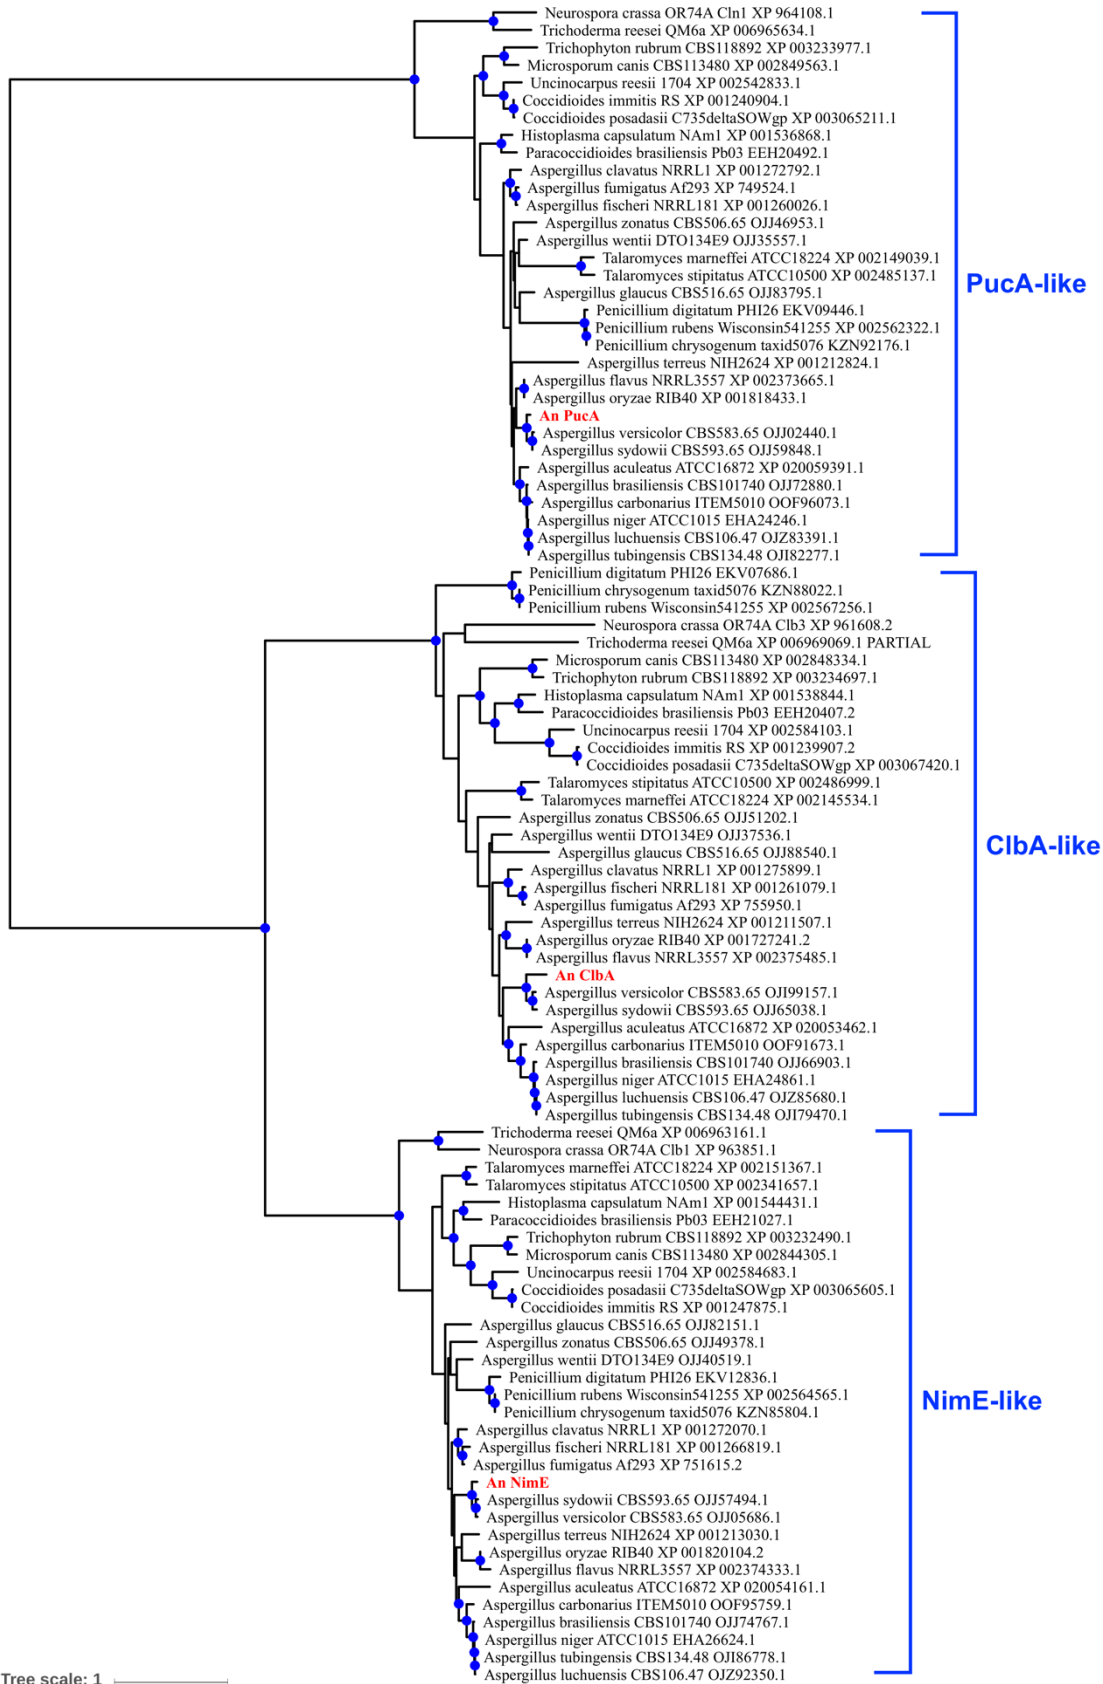 Neurospora crassa OR74A Cln1 XP 964108.1
Trichoderma reesei QM6a XP 006965634.1
Trichophyton rubrum CBS118892 XP 003233977.1
Microsporum canis CBS113480 XP 002849563.1
Uncinocarpus reesii 1704 XP 002542833.1
Coccidioides immitis RS XP 001240904.1
Coccidioides posadasii C735deltaSOWgp XP 003065211.1
Histoplasma capsulatum NAm1 XP 001536868.1
Paracoccidioides brasiliensis Pb03 EEH20492.1
Aspergillus clavatus NRRL1 XP 001272792.1
Aspergillus fumigatus Af293 XP 749524.1
Aspergillus fischeri NRRL181 XP 001260026.1
Aspergillus zonatus CBS506.65 OJJ46953.1
Aspergillus wentii DTO134E9 OJJ35557.1
Talaromyces marneffei ATCC18224 XP 002149039.1
Talaromyces stipitatus ATCC10500 XP 002485137.1
PucA-like
Aspergillus glaucus CBS516.65 OJJ83795.1
Penicillium digitatum PHI26 EKV09446.1
Penicillium rubens Wisconsin541255 XP 002562322.1
Penicillium chrysogenum taxid5076 KZN92176.1
Aspergillus terreus NIH2624 XP 001212824.1
Aspergillus flavus NRRL3557 XP 002373665.1
Aspergillus oryzae RIB40 XP 001818433.1
An PucA
Aspergillus versicolor CBS583.65 OJJ02440.1
Aspergillus sydowii CBS593.65 OJJ59848.1
Aspergillus aculeatus ATCC16872 XP 020059391.1
Aspergillus brasiliensis CBS101740 OJJ72880.1
Aspergillus carbonarius ITEM5010 OOF96073.1
Aspergillus niger ATCC1015 EHA24246.1
Aspergillus luchuensis CBS106.47 OJZ83391.1
Aspergillus tubingensis CBS134.48 OJI82277.1
Penicillium digitatum PHI26 EKV07686.1
Penicillium chrysogenum taxid5076 KZN88022.1
Penicillium rubens Wisconsin541255 XP 002567256.1
Neurospora crassa OR74A Clb3 XP 961608.2
Trichoderma reesei QM6a XP 006969069.1 PARTIAL
Microsporum canis CBS113480 XP 002848334.1
Trichophyton rubrum CBS118892 XP 003234697.1
Histoplasma capsulatum NAm1 XP 001538844.1
Paracoccidioides brasiliensis Pb03 EEH20407.2
Uncinocarpus reesii 1704 XP 002584103.1
Coccidioides immitis RS XP 001239907.2
Coccidioides posadasii C735deltaSOWgp XP 003067420.1
Talaromyces stipitatus ATCC10500 XP 002486999.1
Talaromyces marneffei ATCC18224 XP 002145534.1
Aspergillus zonatus CBS506.65 OJJ51202.1
Aspergillus wentii DTO134E9 OJJ37536.1
ClbA-like
Aspergillus glaucus CBS516.65 OJJ88540.1
Aspergillus clavatus NRRL1 XP 001275899.1
Aspergillus fischeri NRRL181 XP 001261079.1
Aspergillus fumigatus Af293 XP 755950.1
Aspergillus terreus NIH2624 XP 001211507.1
Aspergillus oryzae RIB40 XP 001727241.2
Aspergillus flavus NRRL3557 XP 002375485.1
An ClbA
Aspergillus versicolor CBS583.65 OJI99157.1
Aspergillus sydowii CBS593.65 OJJ65038.1
Aspergillus aculeatus ATCC16872 XP 020053462.1
Aspergillus carbonarius ITEM5010 OOF91673.1
Aspergillus brasiliensis CBS101740 OJJ66903.1
Aspergillus niger ATCC1015 EHA24861.1
Aspergillus luchuensis CBS106.47 OJZ85680.1
Aspergillus tubingensis CBS134.48 OJI79470.1
Trichoderma reesei QM6a XP 006963161.1
Neurospora crassa OR74A Clb1 XP 963851.1
Talaromyces marneffei ATCC18224 XP 002151367.1
Talaromyces stipitatus ATCC10500 XP 002341657.1
Histoplasma capsulatum NAm1 XP 001544431.1
Paracoccidioides brasiliensis Pb03 EEH21027.1
Trichophyton rubrum CBS118892 XP 003232490.1
Microsporum canis CBS113480 XP 002844305.1
Uncinocarpus reesii 1704 XP 002584683.1
Coccidioides posadasii C735deltaSOWgp XP 003065605.1
Coccidioides immitis RS XP 001247875.1
Aspergillus glaucus CBS516.65 OJJ82151.1
Aspergillus zonatus CBS506.65 OJJ49378.1
Aspergillus wentii DTO134E9 OJJ40519.1
Penicillium digitatum PHI26 EKV12836.1
Penicillium rubens Wisconsin541255 XP 002564565.1
NimE-like
Penicillium chrysogenum taxid5076 KZN85804.1
Aspergillus clavatus NRRL1 XP 001272070.1
Aspergillus fischeri NRRL181 XP 001266819.1
Aspergillus fumigatus Af293 XP 751615.2
An NimE
Aspergillus sydowii CBS593.65 OJJ57494.1
Aspergillus versicolor CBS583.65 OJJ05686.1
Aspergillus terreus NIH2624 XP 001213030.1
Aspergillus oryzae RIB40 XP 001820104.2
Aspergillus flavus NRRL3557 XP 002374333.1
Aspergillus aculeatus ATCC16872 XP 020054161.1
Aspergillus carbonarius ITEM5010 OOF95759.1
Aspergillus brasiliensis CBS101740 OJJ74767.1
Aspergillus niger ATCC1015 EHA26624.1
Aspergillus tubingensis CBS134.48 OJI86778.1
Aspergillus luchuensis CBS106.47 OJZ92350.1
Tree scale: 1